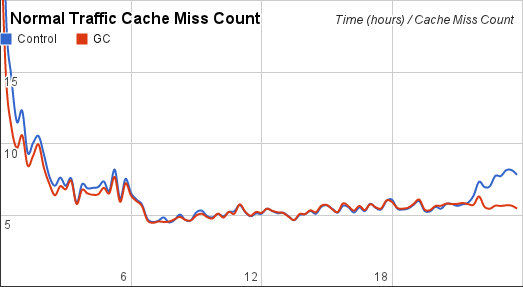 Normal Traffic Cache Miss Count
Time (hours) / Cache Miss Count
Control GC
15
10
5
6 12 18